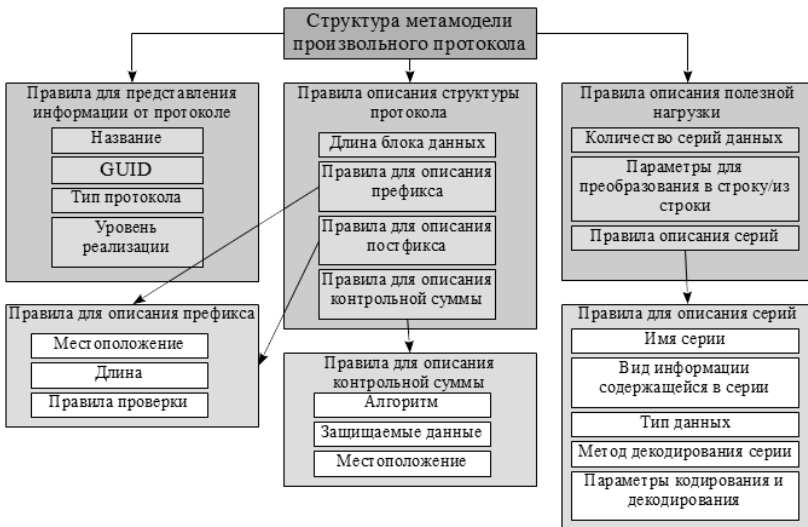 Структура метамодели
произвольного протокола
Правила для представления
информации от протоколе
Название
GUID
Тип протокола
Уровень
реализации
Правила описания структуры
протокола
Длина блока данных
Правила для описания
префикса
Правила для описания
постфикса
Правила для описания
контрольной суммы
Правила описания полезной
нагрузки
Количество серий данных
Параметры для
преобразования в строку/из
строки
Правила описания серий
Правила для описания префикса
Местоположение
Длина
Правила проверки
Правила для описания
контрольной суммы
Алгоритм
Защищаемые данные
Местоположение
Правила для описания серий
Имя серии
Вид информации
содержащейся в серии
Тип данных
Метод декодирования серии
Параметры кодирования и
декодирования